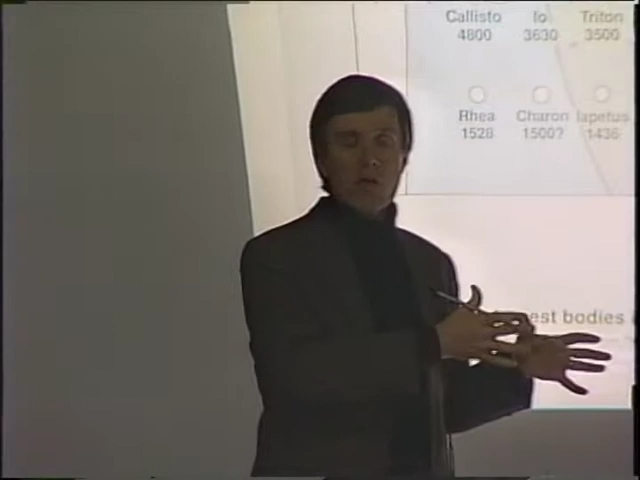 Callisto Io Triton
4800 3630 3500
Rhea Charon Iapetus
1528 1500? 1436
est bodies